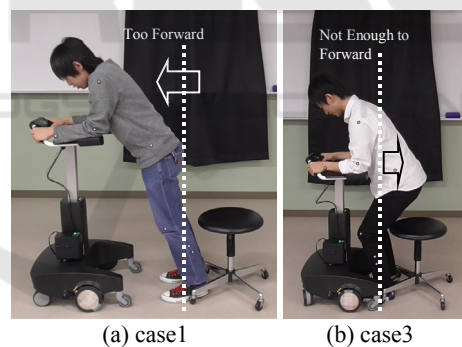 Too Forward
Not Enough to
Forward
(a) case1
(b) case3